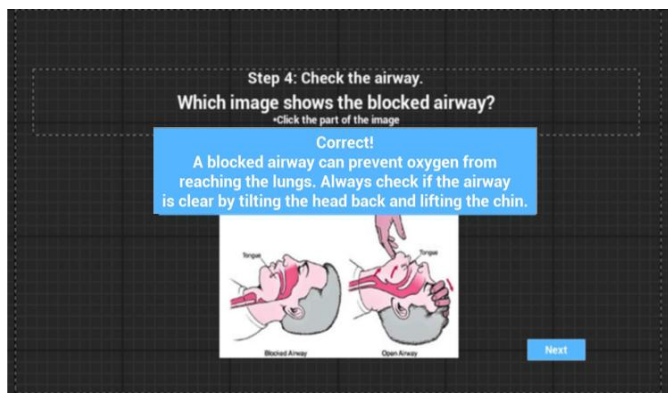 Step 4: Check the airway.
Which image shows the blocked airway?
*Click the part of the image
Correct!
A blocked airway can prevent oxygen from
reaching the lungs. Always check if the airway
is clear by tilting the head back and lifting the chin.
Tongue
Tongue
Blocked Airway
Open Airway
Next